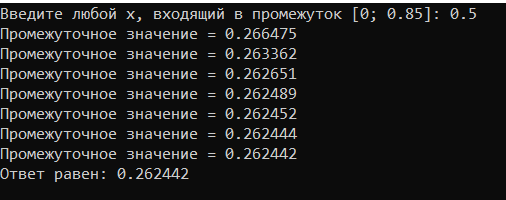 Введите любой x, входящий в промежуток [0; 0.85]: 0.5
Промежуточное значение = 0.266475
Промежуточное значение = 0.263362
Промежуточное значение = 0.262651
Промежуточное значение = 0.262489
Промежуточное значение = 0.262452
Промежуточное значение = 0.262444
Промежуточное значение = 0.262442
Ответ равен: 0.262442